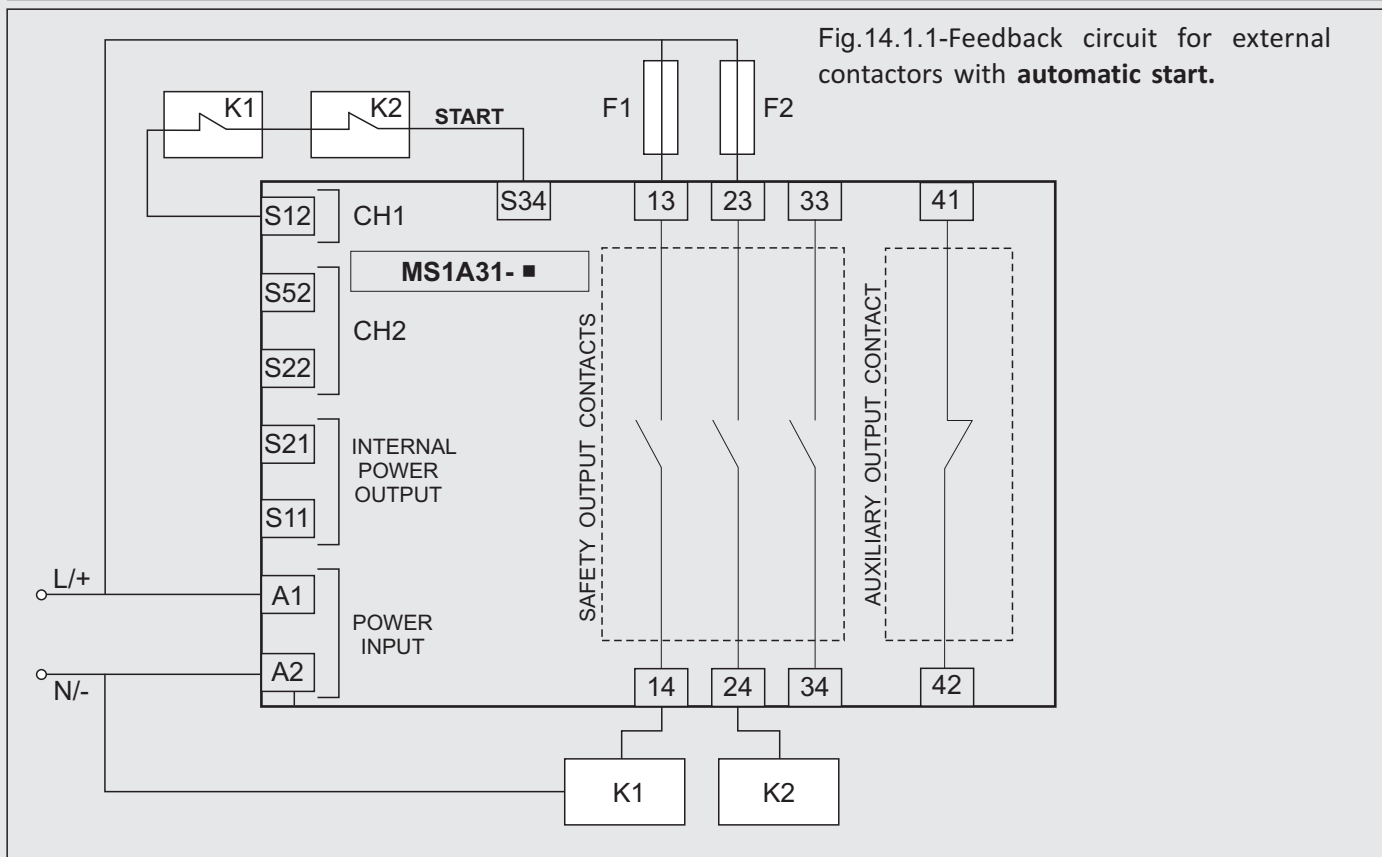 Fig.14.1.1-Feedback circuit for external
contactors with automatic start.
K1
K2
START
F1
F2
S12
CH1
S34
13
23
33
41
MS1A31- ■
S52
CH2
S22
S21
INTERNAL
POWER
OUTPUT
S11
SAFETY OUTPUT CONTACTS
AUXILIARY OUTPUT CONTACT
L/+
A1
POWER
INPUT
N/-
A2
14
24
34
42
K1
K2